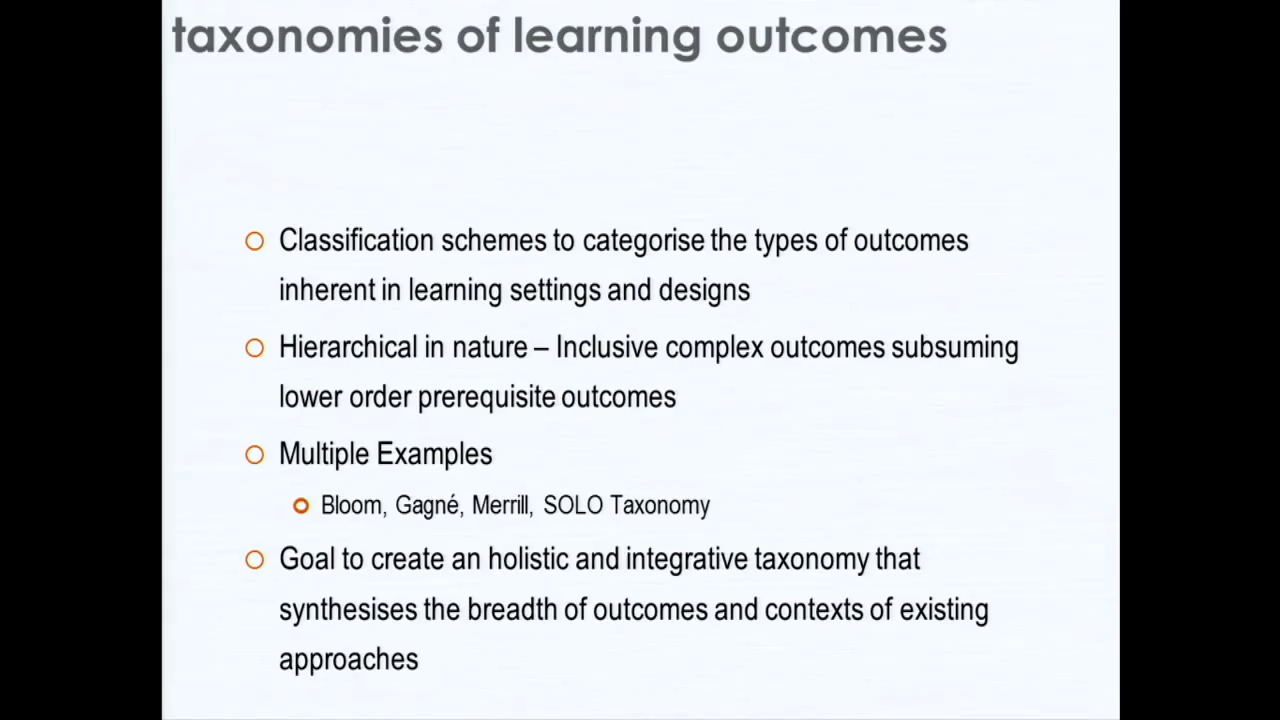 taxonomies of learning outcomes
Classification schemes to categorise the types of outcomes
inherent in learning settings and designs
Hierarchical in nature – Inclusive complex outcomes subsuming
lower order prerequisite outcomes
Multiple Examples
Bloom, Gagné, Merrill, SOLO Taxonomy
Goal to create an holistic and integrative taxonomy that
synthesises the breadth of outcomes and contexts of existing
approaches